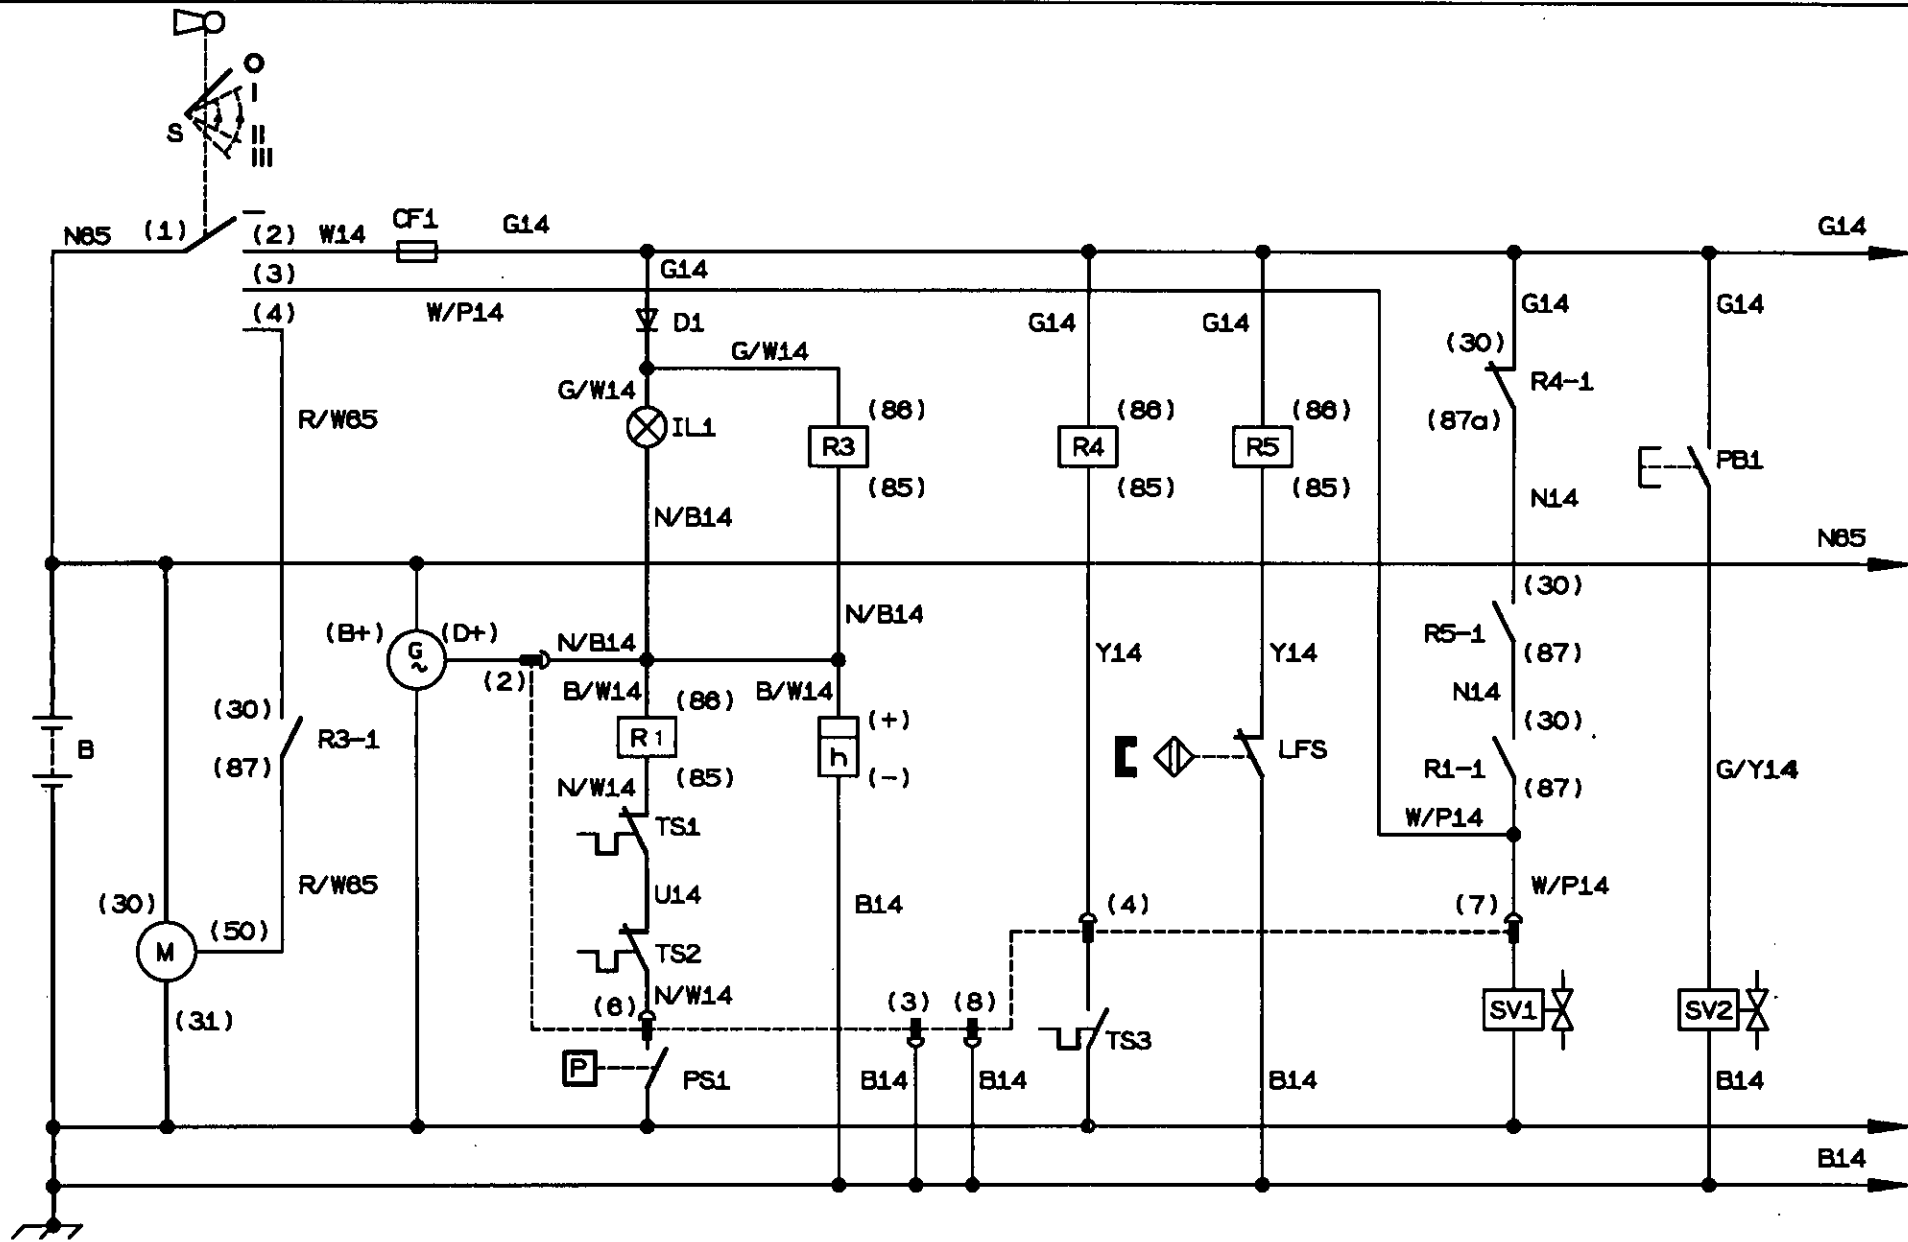 O
I
S
II
III
N65
(1)
(2)
W14
CF1
G14
G14
(3)
G14
(4)
W/P14
D1
G14
G14
G14
G14
G/W14
(30)
R4-1
G/W14
R/W65
IL1
(86)
(86)
(86)
(87a)
R3
R4
R5
PB1
(85)
(85)
(85)
N14
N/B14
N65
(30)
(B+)
G
(D+)
N/B14
N/B14
R5-1
(87)
Y14
Y14
(2)
B/W14
(86)
B/W14
N14
(30)
(+)
(30)
B
R3-1
R1
h
LFS
(87)
(85)
(-)
R1-1
(87)
G/Y14
N/W14
TS1
W/P14
R/W65
U14
W/P14
(30)
B14
(4)
(7)
(50)
M
TS2
(6)
N/W14
(3)
(8)
(31)
SV1
SV2
TS3
P
PS1
B14
B14
B14
B14
B14